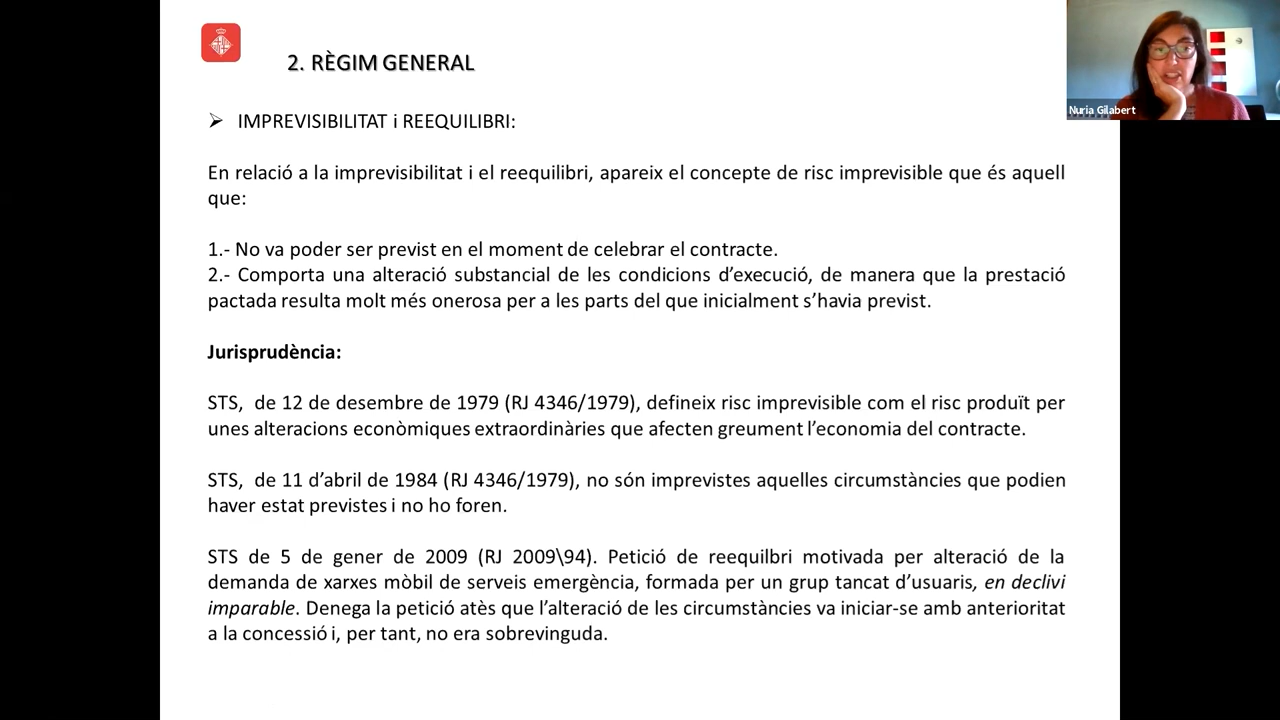 2. RÈGIM GENERAL
Nuria Gilabert
➢ IMPREVISIBILITAT i REEQUILIBRI:
En relació a la imprevisibilitat i el reequilibri, apareix el concepte de risc imprevisible que és aquell
que:
1.- No va poder ser previst en el moment de celebrar el contracte.
2.- Comporta una alteració substancial de les condicions d’execució, de manera que la prestació
pactada resulta molt més onerosa per a les parts del que inicialment s’havia previst.
Jurisprudència:
STS, de 12 de desembre de 1979 (RJ 4346/1979), defineix risc imprevisible com el risc produït per
unes alteracions econòmiques extraordinàries que afecten greument l’economia del contracte.
STS, de 11 d’abril de 1984 (RJ 4346/1979), no són imprevistes aquelles circumstàncies que podien
haver estat previstes i no ho foren.
STS de 5 de gener de 2009 (RJ 2009\94). Petició de reequilbri motivada per alteració de la
demanda de xarxes mòbil de serveis emergència, formada per un grup tancat d’usuaris, en declivi
imparable. Denega la petició atès que l’alteració de les circumstàncies va iniciar-se amb anterioritat
a la concessió i, per tant, no era sobrevinguda.